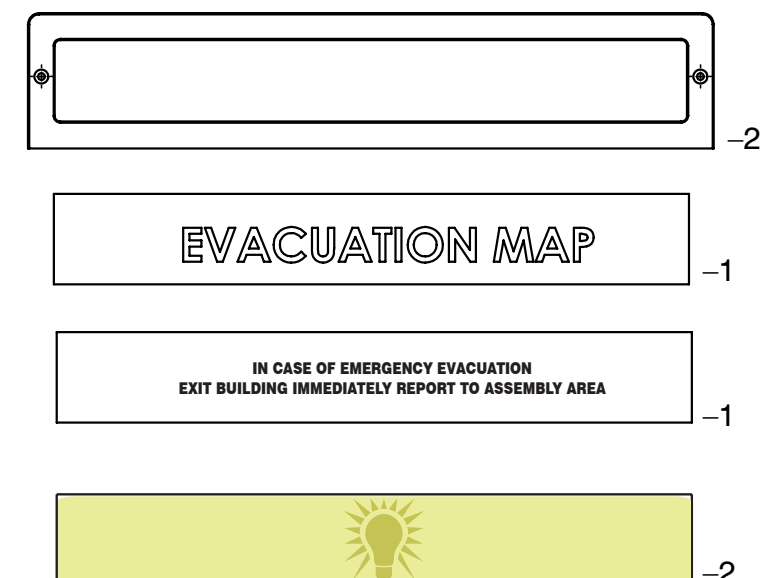 –2
EVACUATION MAP
–1
IN CASE OF EMERGENCY EVACUATION
EXIT BUILDING IMMEDIATELY REPORT TO ASSEMBLY AREA
–1
–2